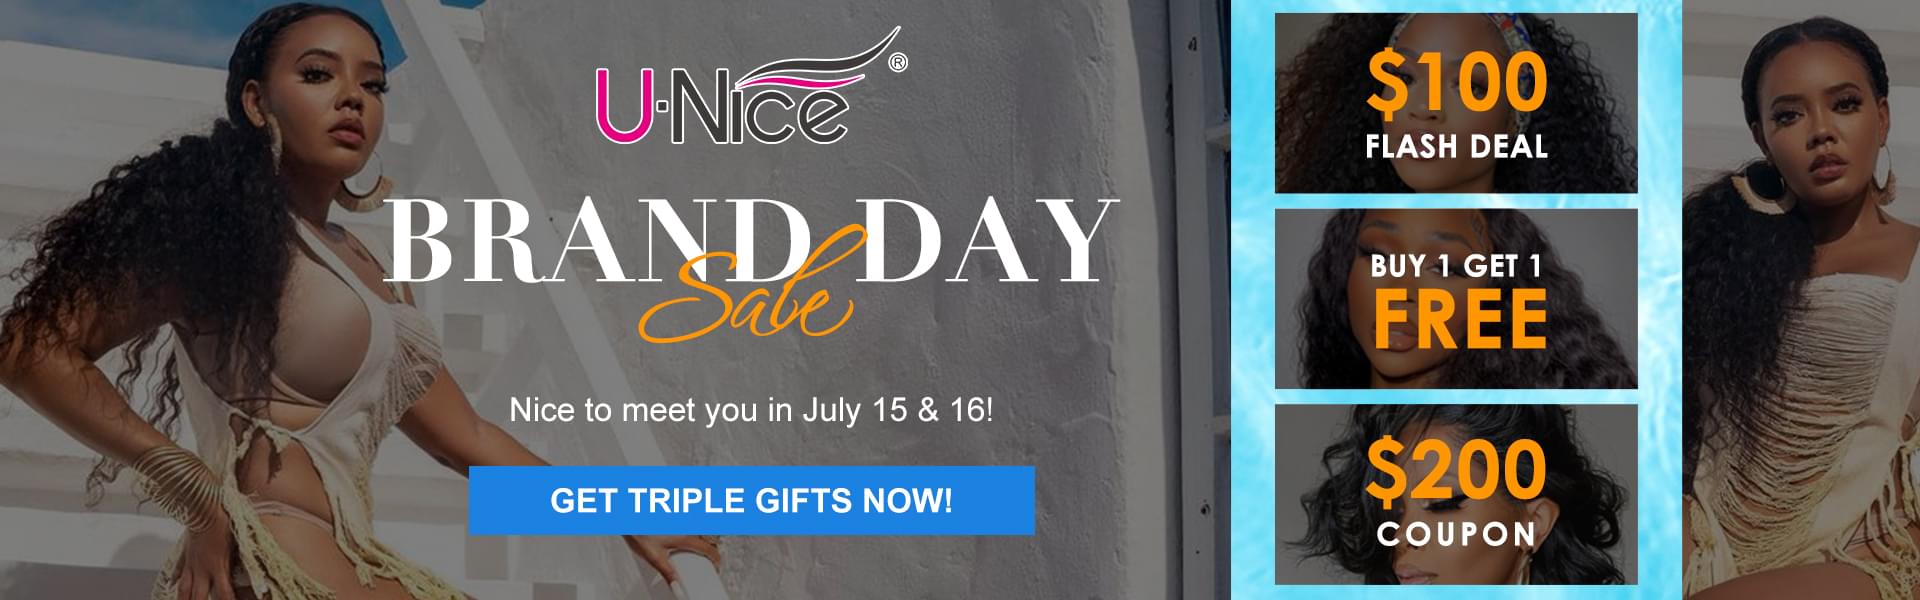 U·Nice®
BRAND DAY
Sale
Nice to meet you in July 15 & 16!
GET TRIPLE GIFTS NOW!
$100
FLASH DEAL
BUY 1 GET 1
FREE
$200
COUPON